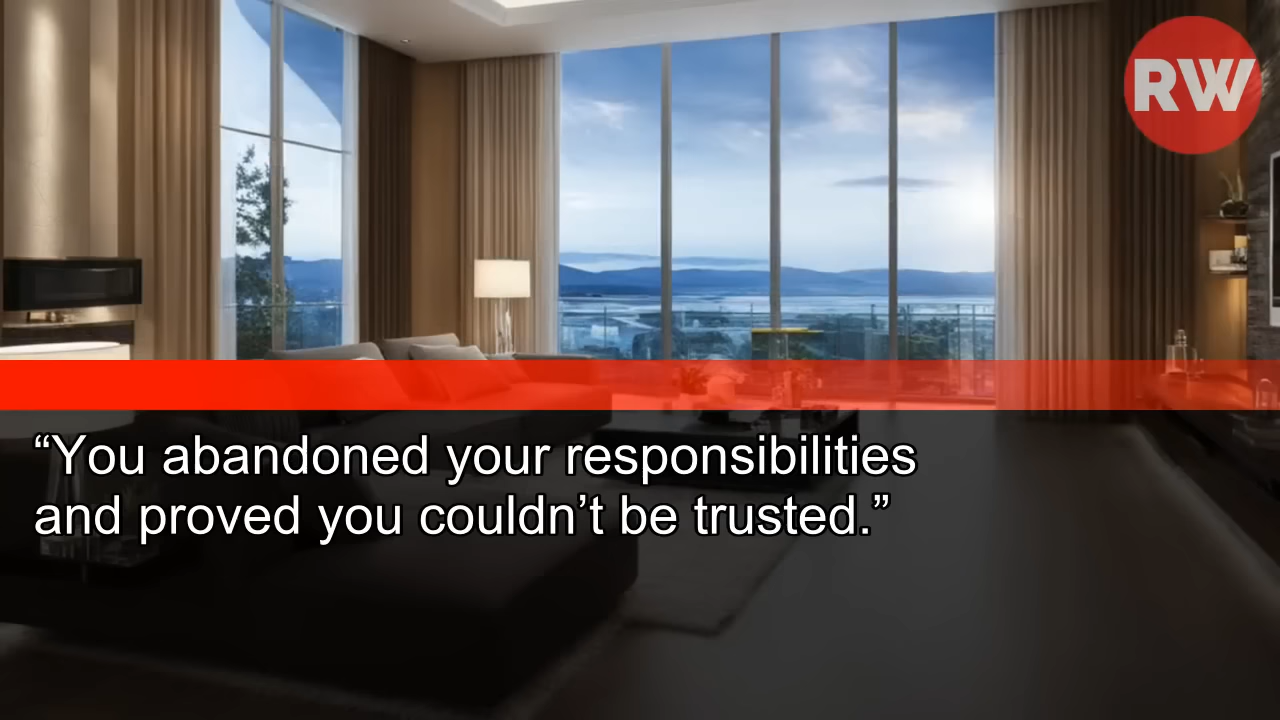 RW
“You abandoned your responsibilities
and proved you couldn’t be trusted.”